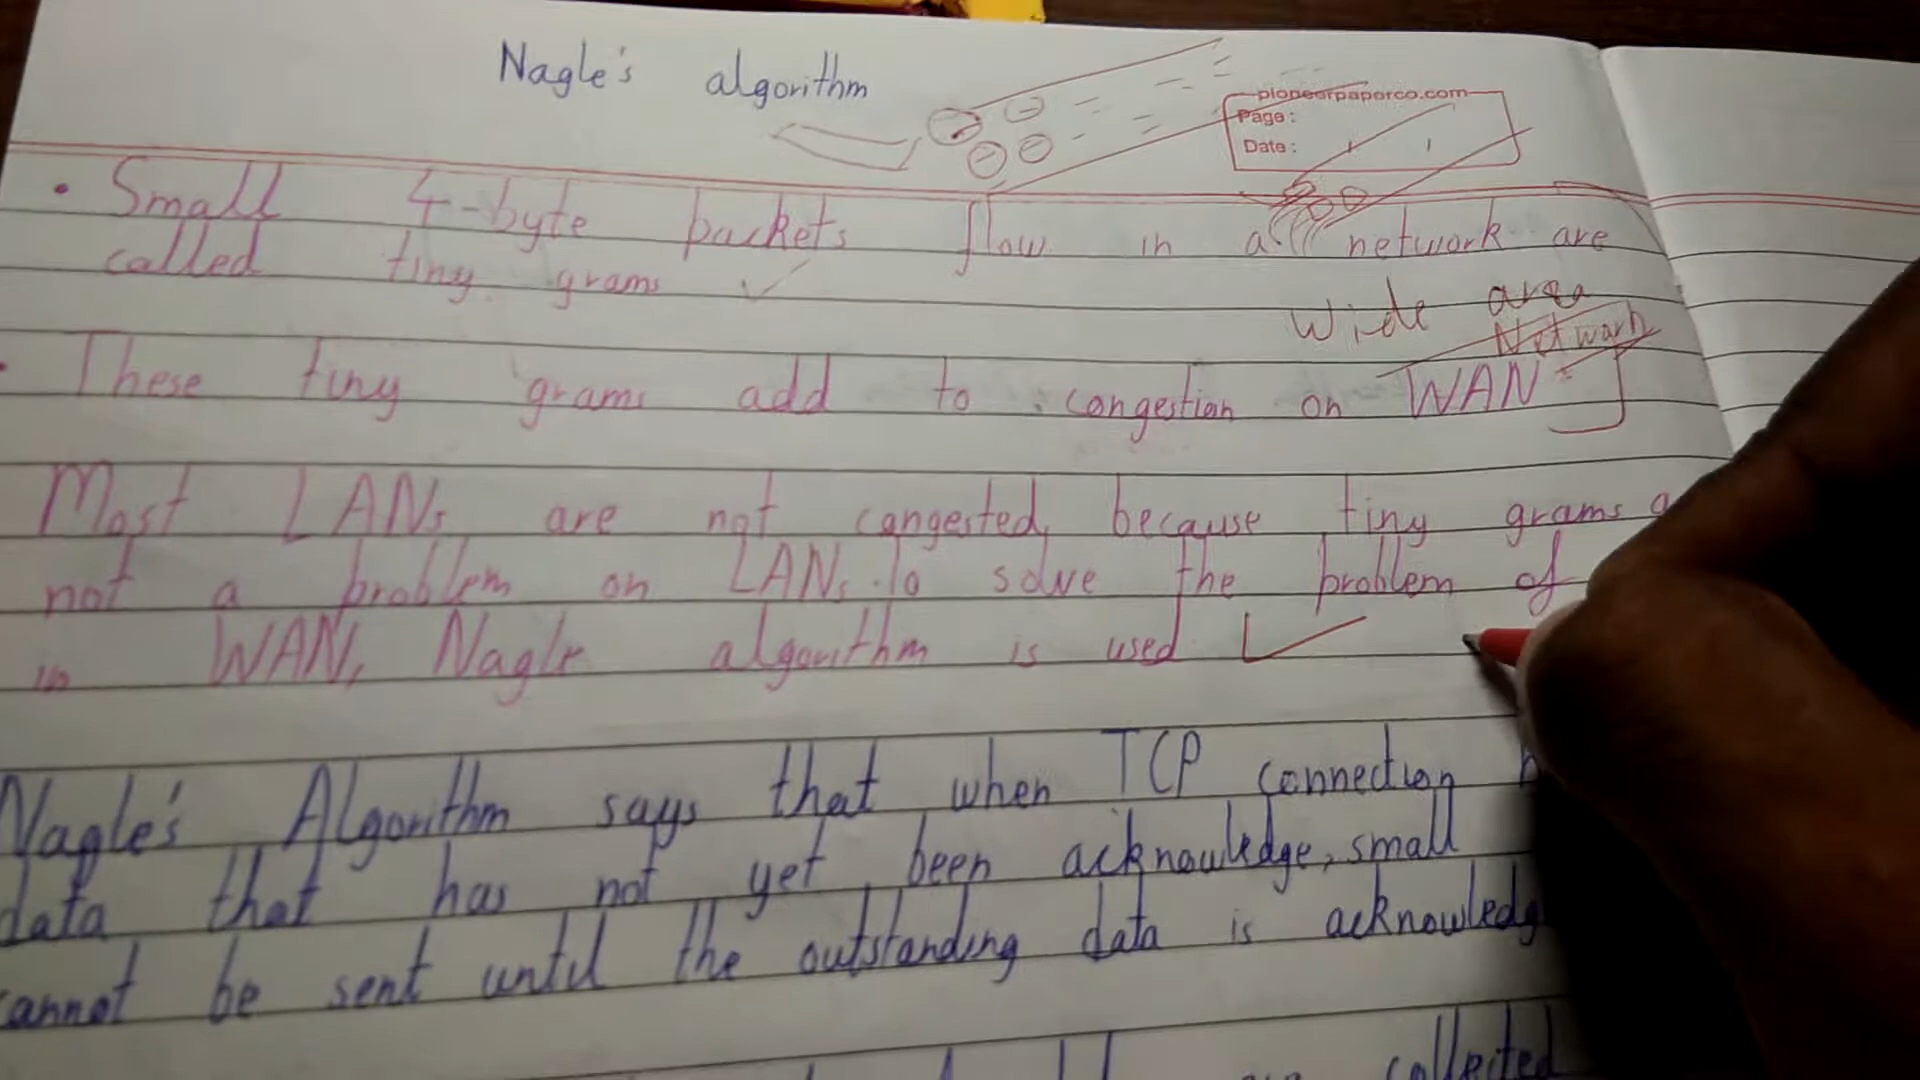 Nagle's algorithm
pioneerpaperco.com
Page :
Date :
• Small 4-byte packets flow in a network are
called tiny grams
Wide area
Network
• These tiny grams add to congestion on WAN
Most LANs are not congested, because tiny grams
not a problem on LANs. To solve the problem of
in WAN, Nagle algorithm is used
Nagle's Algorithm says that when TCP connection
data that has not yet been acknowledge, small
cannot be sent until the outstanding data is acknowledg
collected